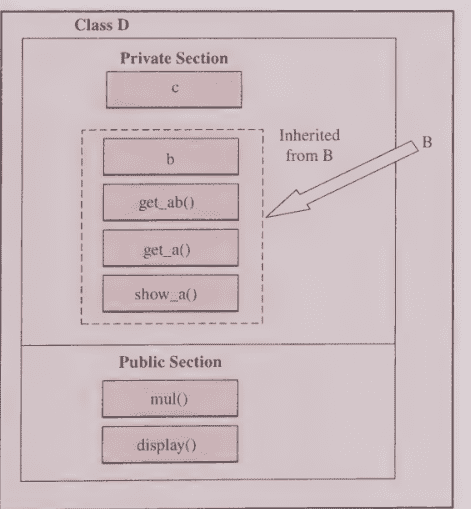 Class D
Private Section
c
Inherited
from B
B
b
get_ab()
get_a()
show_a()
Public Section
mul()
display()